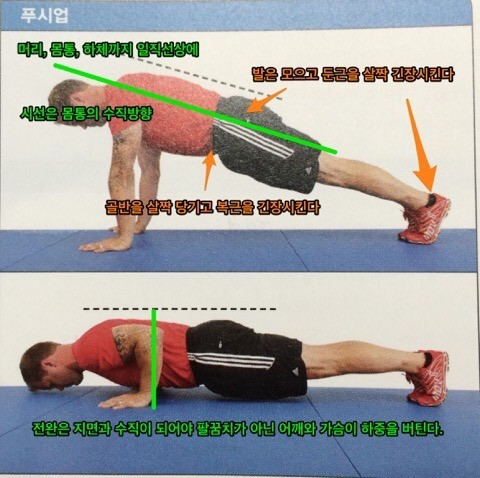 푸시업
머리, 몸통, 하체까지 일직선상에
발은 모으고 둔근을 살짝 긴장시킨다
시선은 몸통의 수직방향
골반을 살짝 당기고 복근을 긴장시킨다
전완은 지면과 수직이 되어야 팔꿈치가 아닌 어깨와 가슴이 하중을 버틴다.